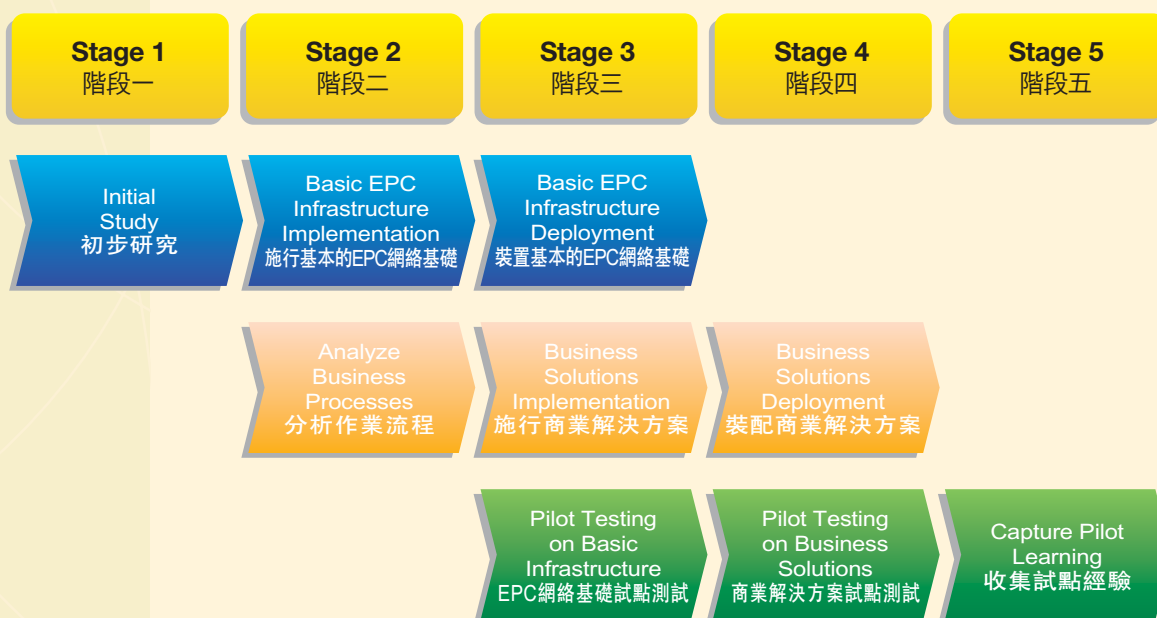 Stage 1
階段一
Stage 2
階段二
Stage 3
階段三
Stage 4
階段四
Stage 5
階段五
Initial
Study
初步研究
Basic EPC
Infrastructure
Implementation
施行基本的EPC網絡基礎
Basic EPC
Infrastructure
Deployment
裝置基本的EPC網絡基礎
Analyze
Business
Processes
分析作業流程
Business
Solutions
Implementation
施行商業解決方案
Business
Solutions
Deployment
裝配商業解決方案
Pilot Testing
on Basic
Infrastructure
EPC網絡基礎試點測試
Pilot Testing
on Business
Solutions
商業解決方案試點測試
Capture Pilot
Learning
收集試點經驗